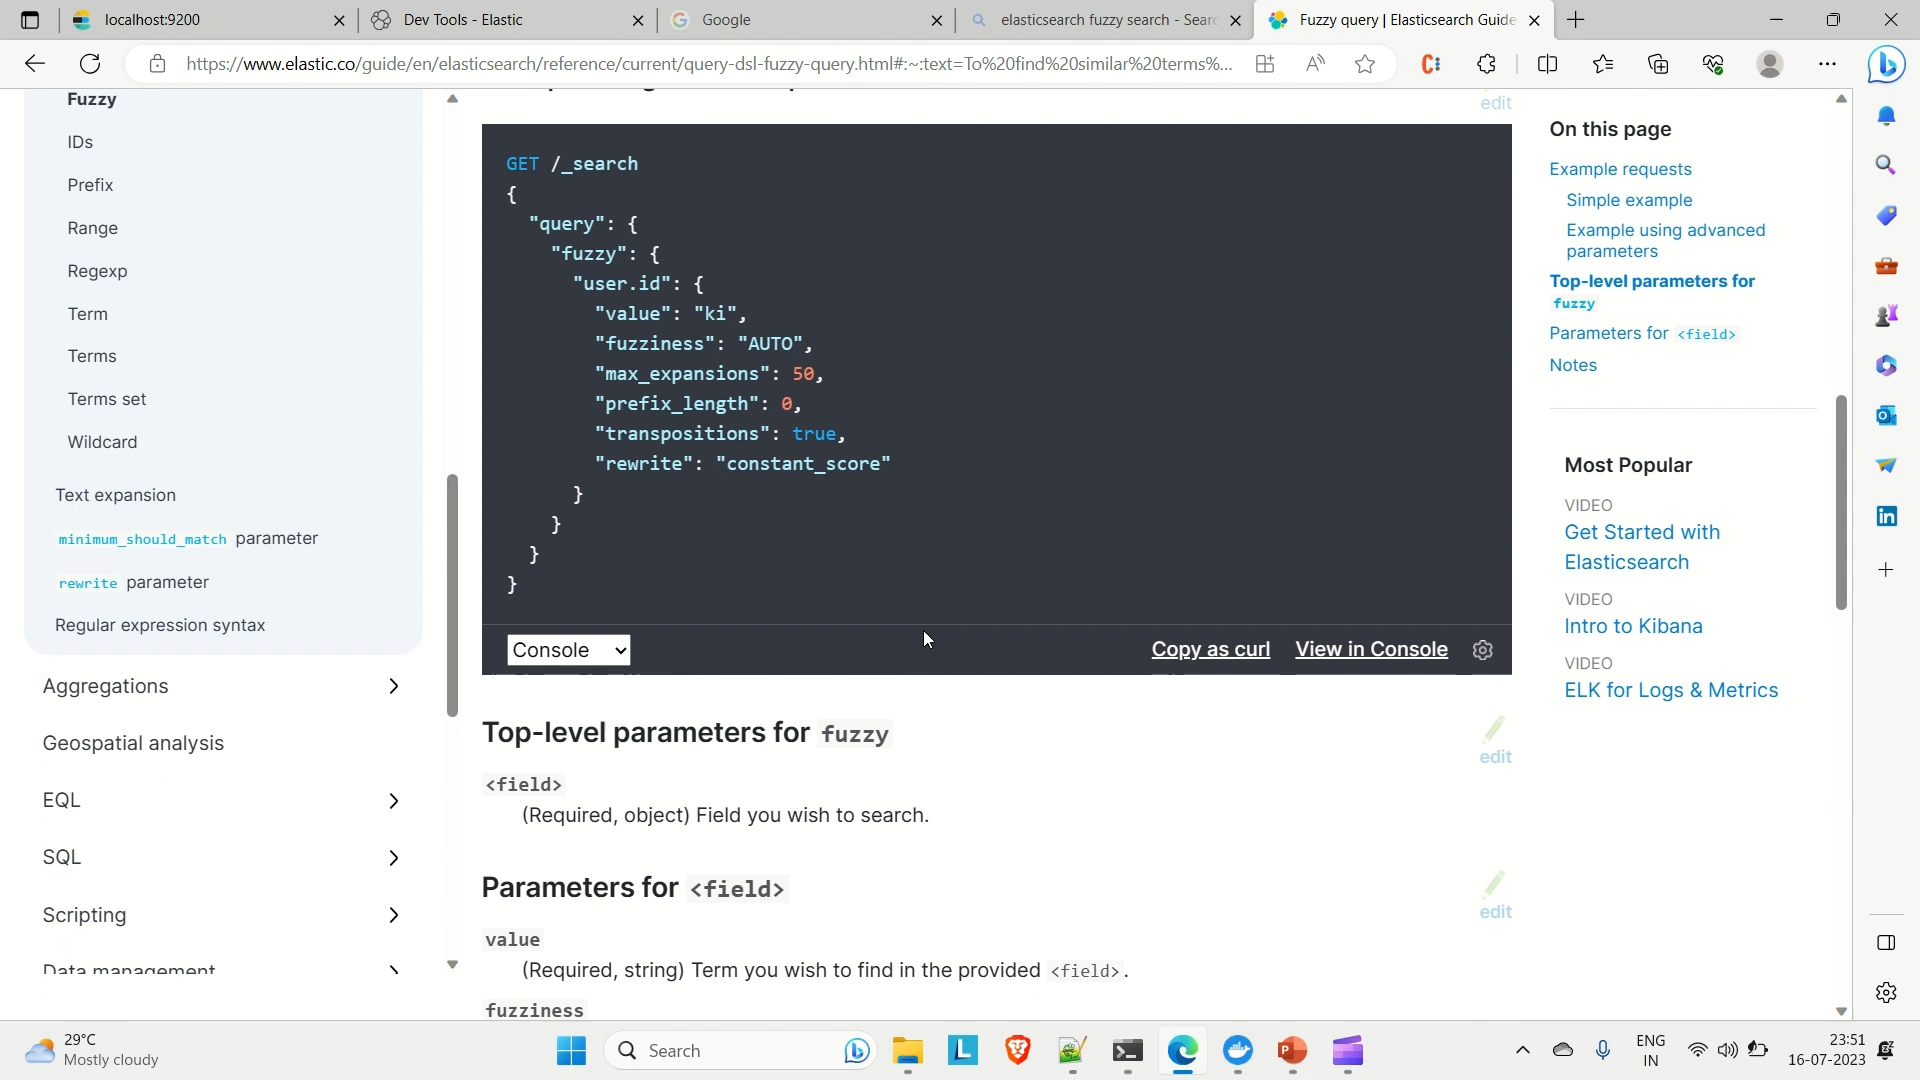 localhost:9200
Dev Tools - Elastic
Google
elasticsearch fuzzy search - Searc
Fuzzy query | Elasticsearch Guide
https://www.elastic.co/guide/en/elasticsearch/reference/current/query-dsl-fuzzy-query.html#:~:text=To%20find%20similar%20terms%...
Fuzzy
IDs
Prefix
Range
Regexp
Term
Terms
Terms set
Wildcard
Text expansion
minimum_should_match parameter
rewrite parameter
Regular expression syntax
Aggregations
Geospatial analysis
EQL
SQL
Scripting
Data management
edit
GET /_search
{
"query": {
"fuzzy": {
"user.id": {
"value": "ki",
"fuzziness": "AUTO",
"max_expansions": 50,
"prefix_length": 0,
"transpositions": true,
"rewrite": "constant_score"
}
}
}
}
Console
Copy as curl
View in Console
Top-level parameters for fuzzy
edit
<field>
(Required, object) Field you wish to search.
Parameters for <field>
edit
value
(Required, string) Term you wish to find in the provided <field>.
fuzziness
On this page
Example requests
Simple example
Example using advanced
parameters
Top-level parameters for
fuzzy
Parameters for <field>
Notes
Most Popular
VIDEO
Get Started with
Elasticsearch
VIDEO
Intro to Kibana
VIDEO
ELK for Logs & Metrics
29°C
Mostly cloudy
Search
ENG
IN
23:51
16-07-2023